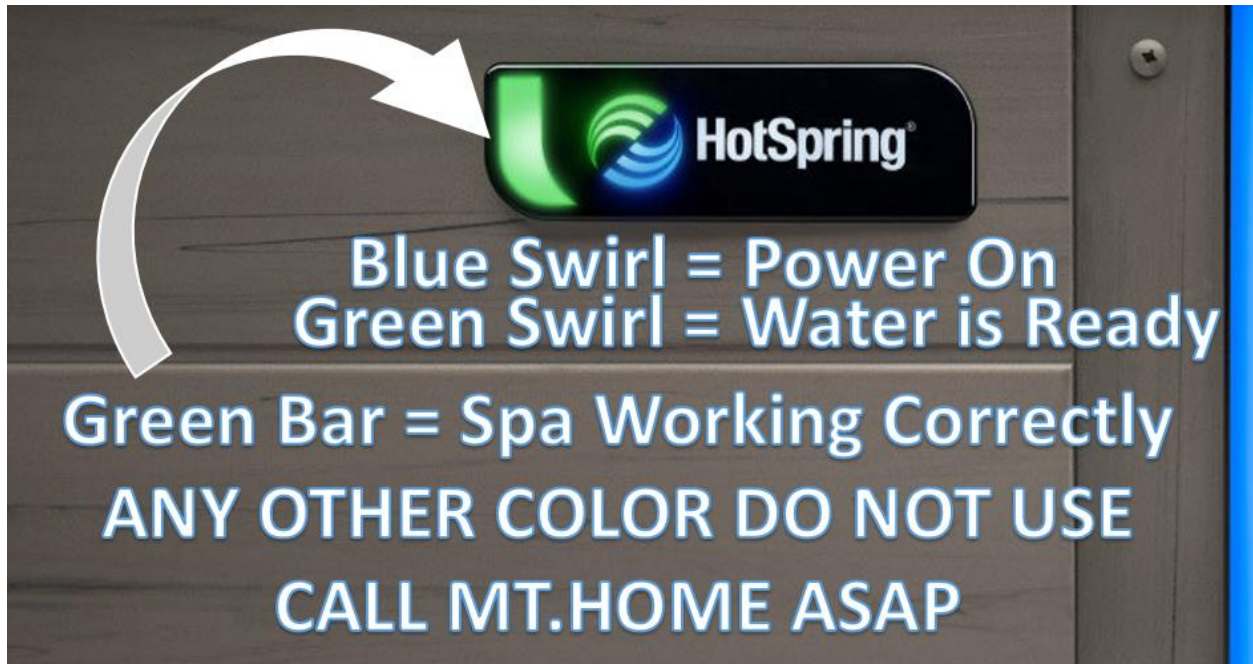 HotSpring®
Blue Swirl = Power On
Green Swirl = Water is Ready
Green Bar = Spa Working Correctly
ANY OTHER COLOR DO NOT USE
CALL MT.HOME ASAP